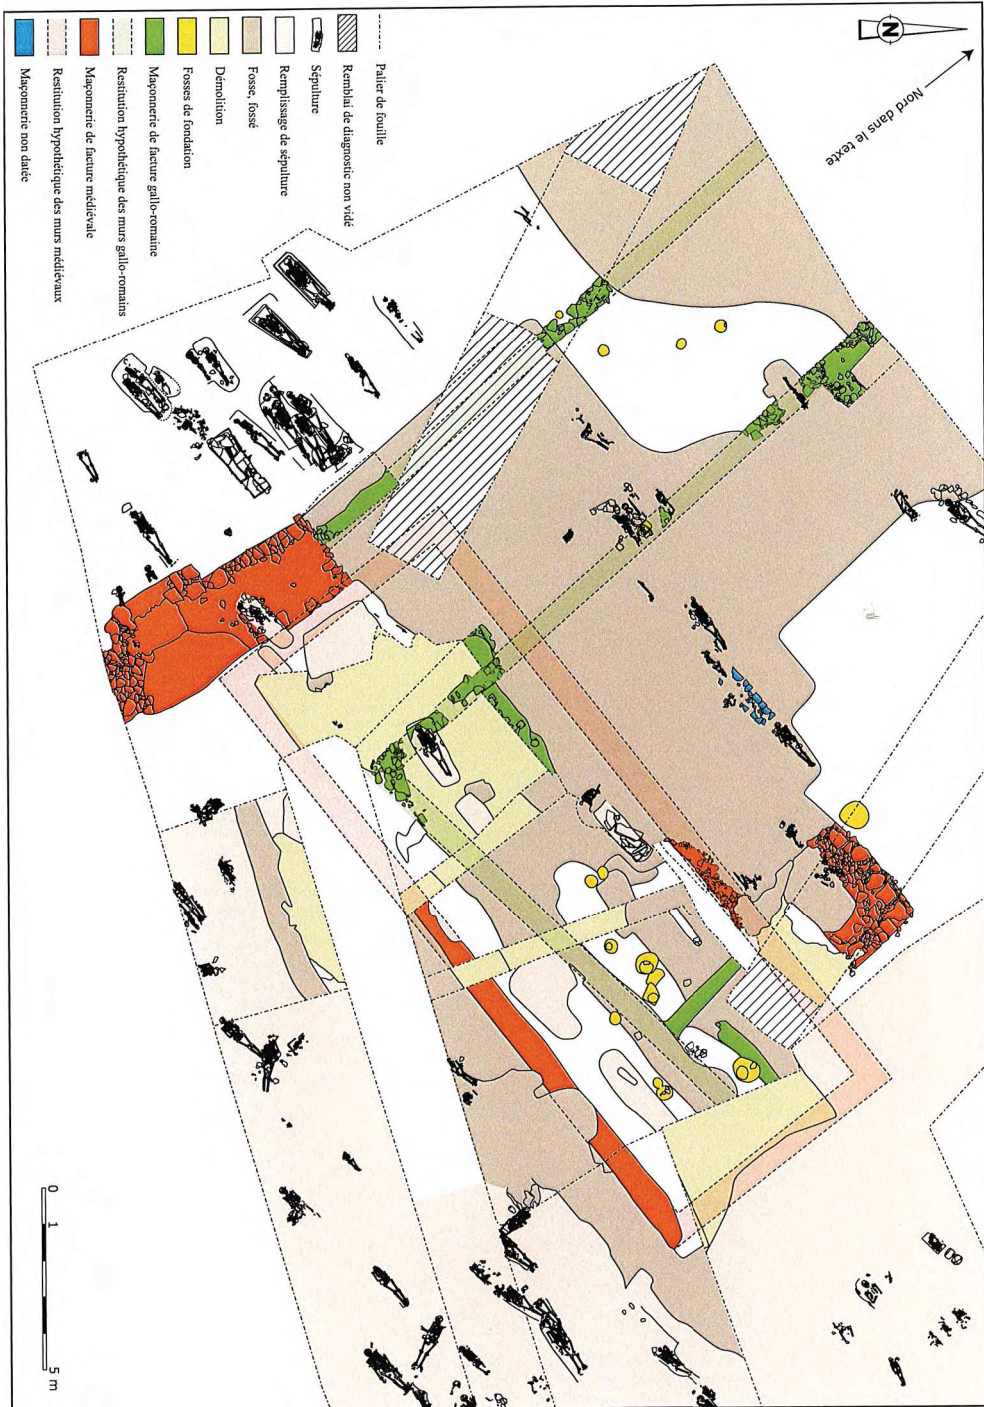 N
Nord dans le texte
Palier de fouille
Remblai de diagnostic non vidé
Sépulture
Remplissage de sépulture
Fosse, fossé
Démolition
Fosses de fondation
Maçonnerie de facture gallo-romaine
Restitution hypothétique des murs gallo-romains
Maçonnerie de facture médiévale
Restitution hypothétique des murs médiévaux
Maçonnerie non datée
0 1 5 m